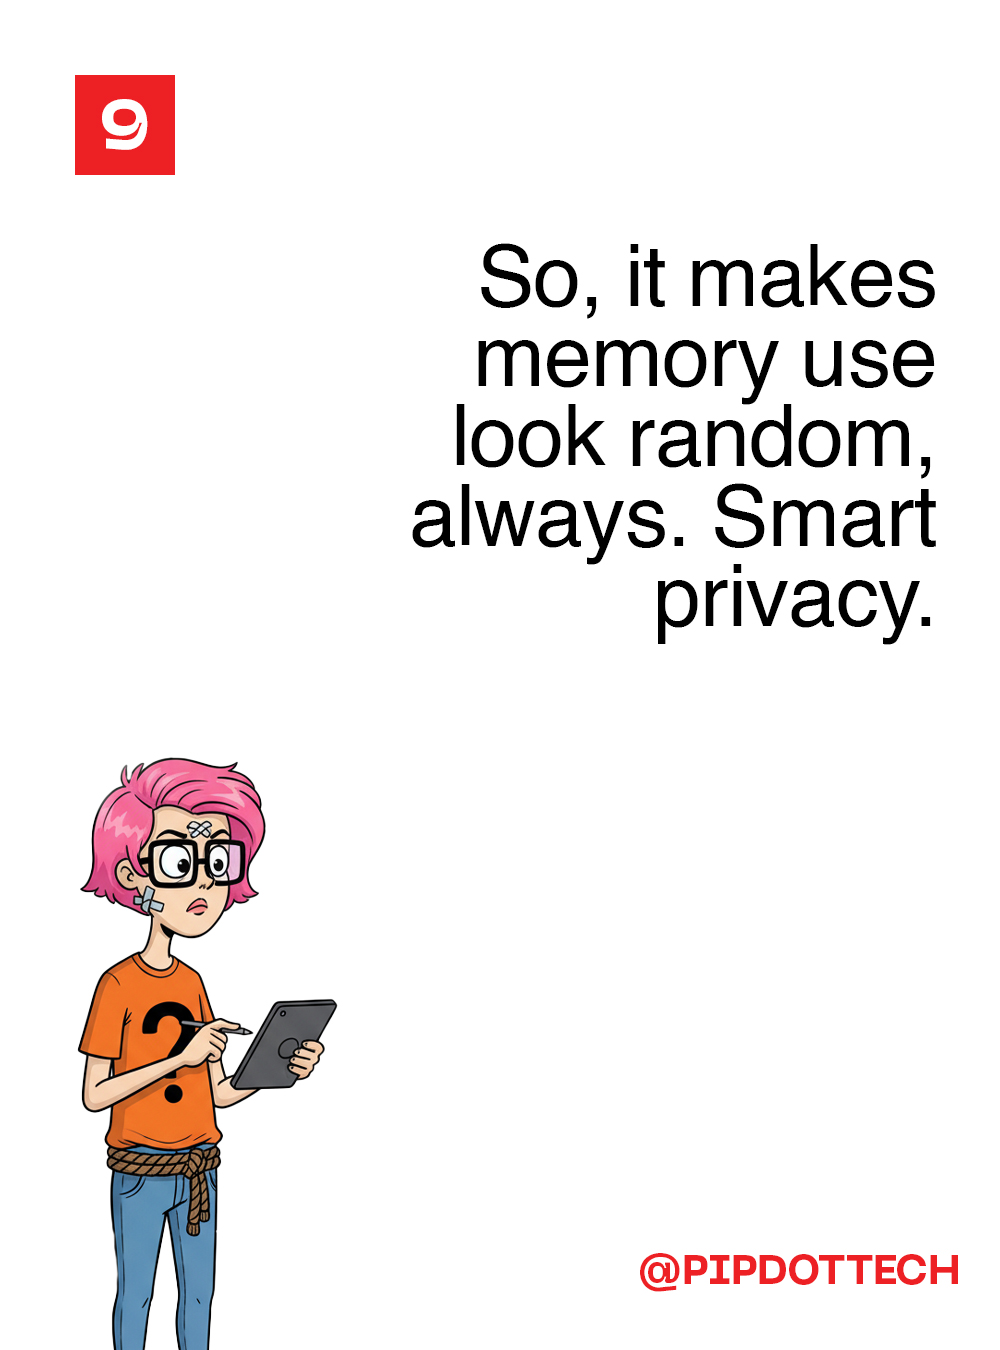 9
So, it makes
memory use
look random,
always. Smart
privacy.
?
@PIPDOTTECH